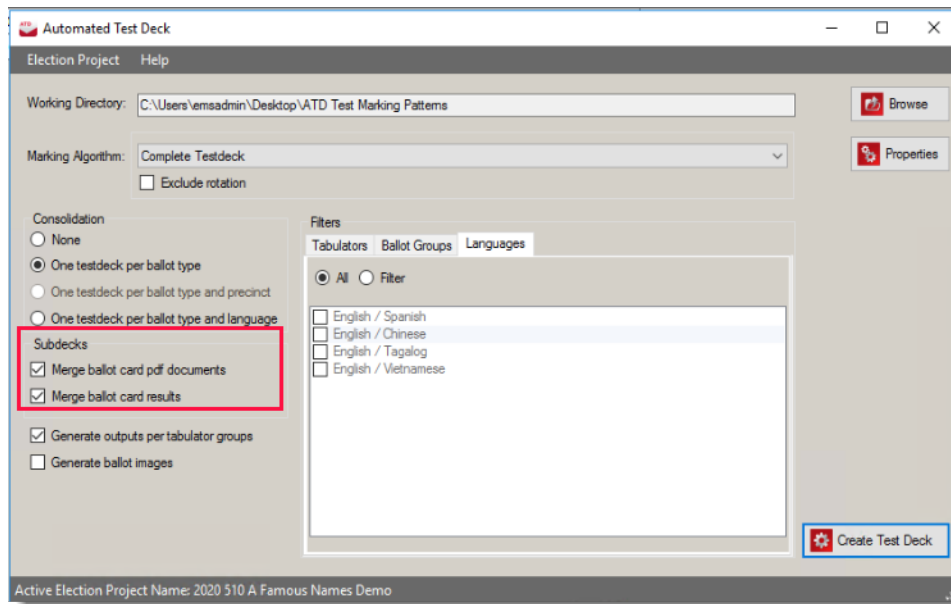 ATD
Automated Test Deck
Election Project Help
Working Directory: C:\Users\emsadmin\Desktop\ATD Test Marking Patterns
Browse
Marking Algorithm: Complete Testdeck
Properties
Exclude rotation
Consolidation
None
One testdeck per ballot type
One testdeck per ballot type and precinct
One testdeck per ballot type and language
Subdecks
Merge ballot card pdf documents
Merge ballot card results
Generate outputs per tabulator groups
Generate ballot images
Filters
Tabulators Ballot Groups Languages
All Filter
English / Spanish
English / Chinese
English / Tagalog
English / Vietnamese
Create Test Deck
Active Election Project Name: 2020 510 A Famous Names Demo